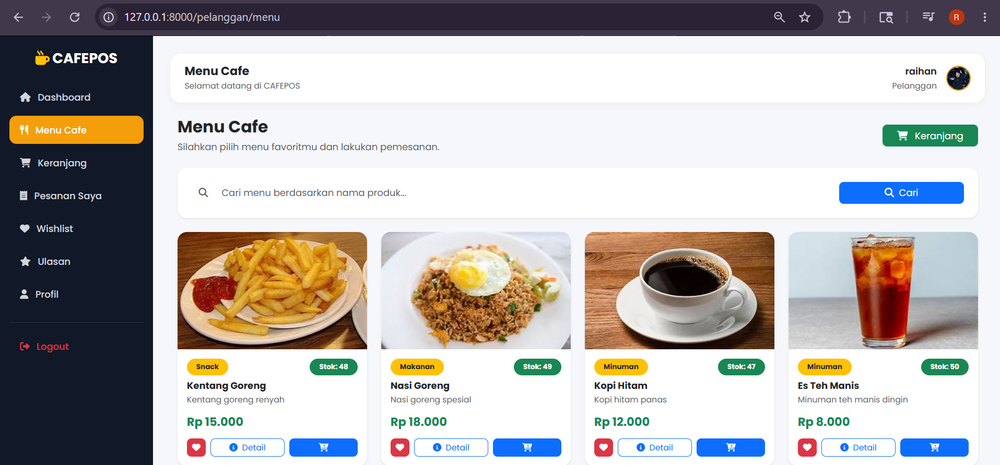 127.0.0.1:8000/pelanggan/menu
R
CAFEPOS
Dashboard
Menu Cafe
Keranjang
Pesanan Saya
Wishlist
Ulasan
Profil
Logout
Menu Cafe
Selamat datang di CAFEPOS
raihan
Pelanggan
Menu Cafe
Silahkan pilih menu favoritmu dan lakukan pemesanan.
Keranjang
Cari menu berdasarkan nama produk...
Cari
Snack
Stok: 48
Kentang Goreng
Kentang goreng renyah
Rp 15.000
Detail
Makanan
Stok: 49
Nasi Goreng
Nasi goreng spesial
Rp 18.000
Detail
Minuman
Stok: 47
Kopi Hitam
Kopi hitam panas
Rp 12.000
Detail
Minuman
Stok: 50
Es Teh Manis
Minuman teh manis dingin
Rp 8.000
Detail